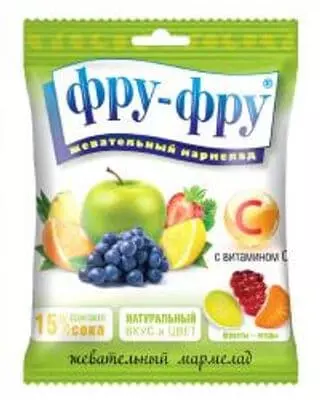 фру-фру®
жевательный мармелад
C
с витамином C
15%
сока
НАТУРАЛЬНЫЙ
ВКУС и ЦВЕТ
жевательный мармелад